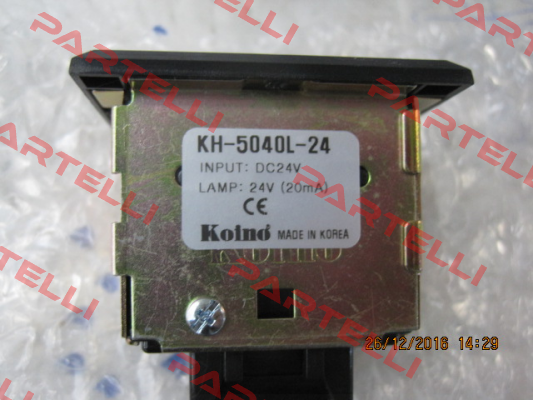 PARTELLI
PARTELLI
PARTELLI
KH-5040L-24
INPUT: DC24V
LAMP: 24V (20mA)
CE
Koino MADE IN KOREA
KOINO
PARTELLI
PARTELLI
26/12/2016 14:29
PARTELLI